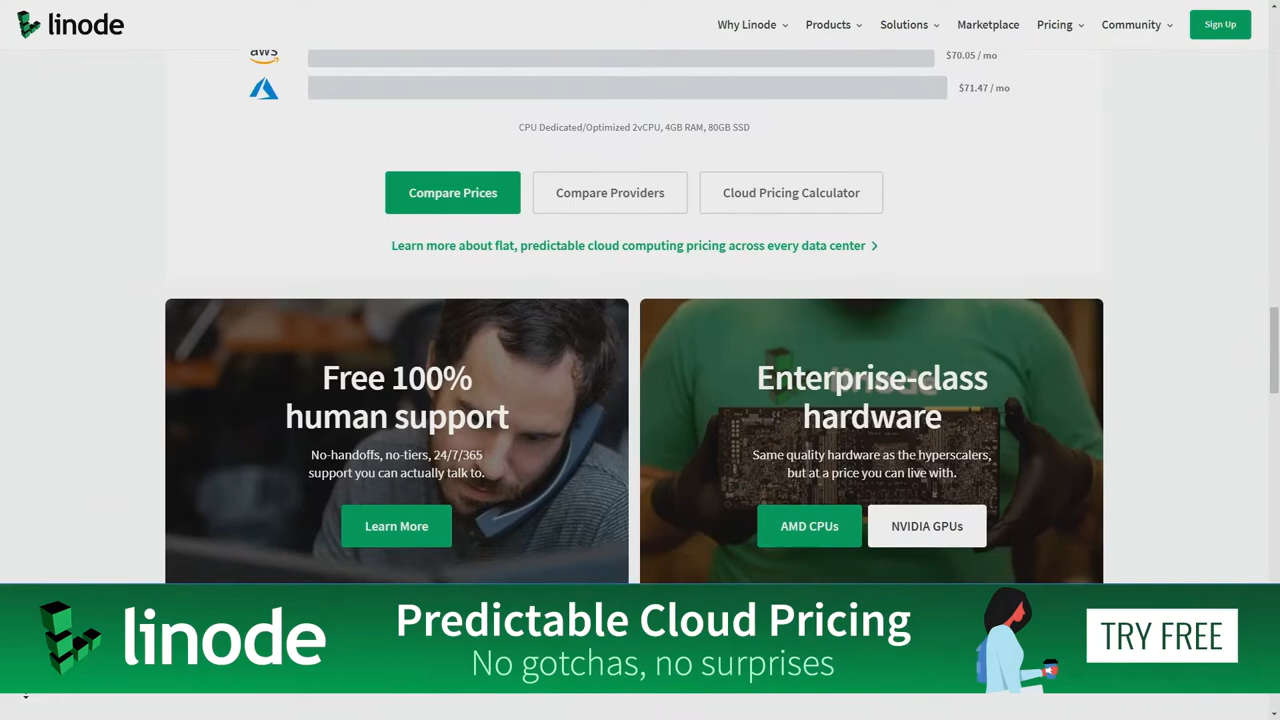 linode
Why Linode
Products
Solutions
Marketplace
Pricing
Community
Sign Up
aws
$70.05 / mo
$71.47 / mo
CPU Dedicated/Optimized 2vCPU, 4GB RAM, 80GB SSD
Compare Prices
Compare Providers
Cloud Pricing Calculator
Learn more about flat, predictable cloud computing pricing across every data center
Free 100%
human support
No-handoffs, no-tiers, 24/7/365
support you can actually talk to.
Learn More
Enterprise-class
hardware
Same quality hardware as the hyperscalers,
but at a price you can live with.
AMD CPUs
NVIDIA GPUs
linode
Predictable Cloud Pricing
No gotchas, no surprises
TRY FREE